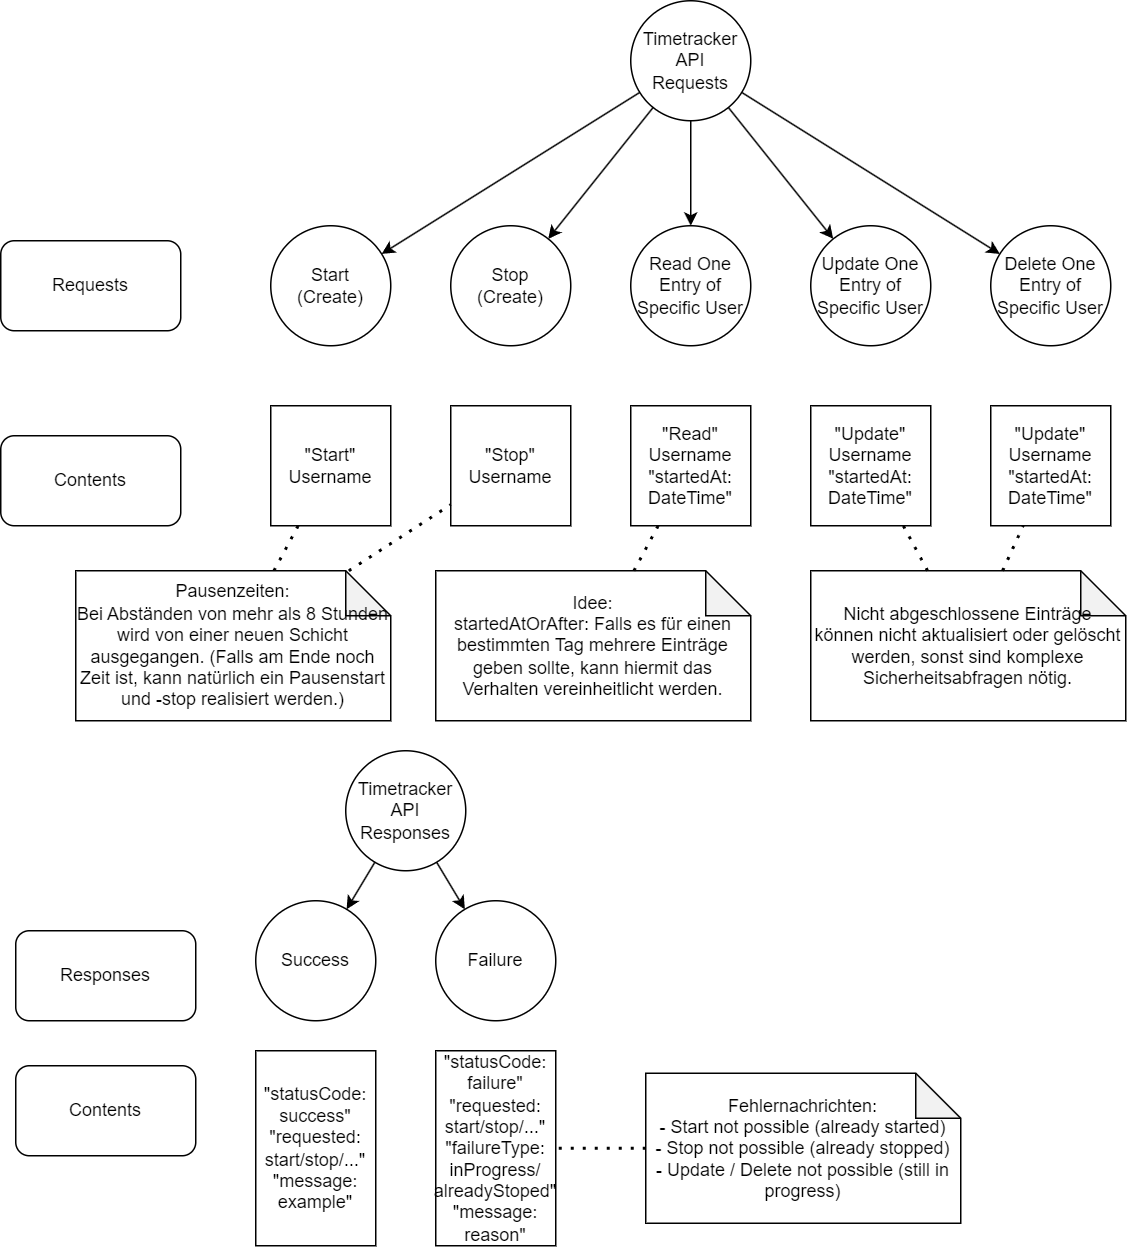 Timetracker
API
Requests
Requests
Start
(Create)
Stop
(Create)
Read One
Entry of
Specific User
Update One
Entry of
Specific User
Delete One
Entry of
Specific User
Contents
"Start"
Username
"Stop"
Username
"Read"
Username
"startedAt:
DateTime"
"Update"
Username
"startedAt:
DateTime"
"Update"
Username
"startedAt:
DateTime"
Pausenzeiten:
Bei Abständen von mehr als 8 Stunden
wird von einer neuen Schicht
ausgegangen. (Falls am Ende noch
Zeit ist, kann natürlich ein Pausenstart
und -stop realisiert werden.)
Idee:
startedAtOrAfter: Falls es für einen
bestimmten Tag mehrere Einträge
geben sollte, kann hiermit das
Verhalten vereinheitlicht werden.
Nicht abgeschlossene Einträge
können nicht aktualisiert oder gelöscht
werden, sonst sind komplexe
Sicherheitsabfragen nötig.
Timetracker
API
Responses
Responses
Success
Failure
Contents
"statusCode:
success"
"requested:
start/stop/..."
"message:
example"
"statusCode:
failure"
"requested:
start/stop/..."
"failureType:
inProgress/
alreadyStoped"
"message:
reason"
Fehlernachrichten:
- Start not possible (already started)
- Stop not possible (already stopped)
- Update / Delete not possible (still in
progress)